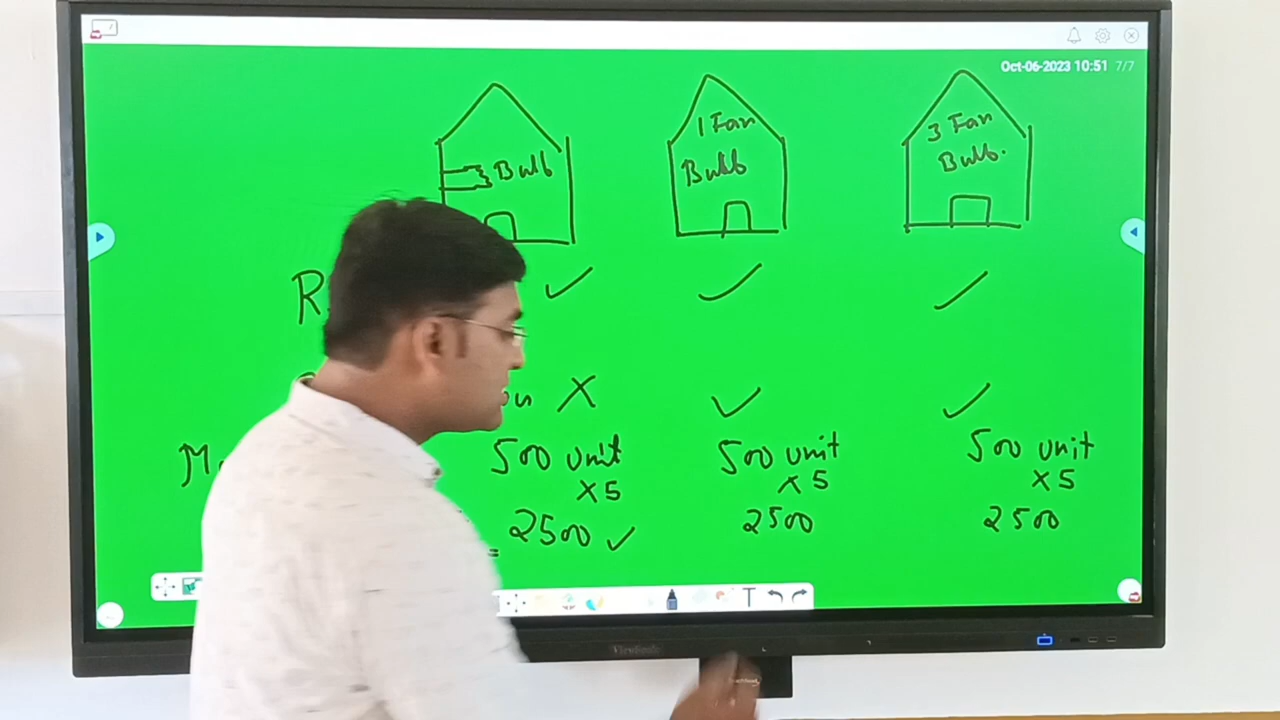 Oct-06-2023 10:51 7/7
1 Fan
3 Fan
Bulb
Bulb
Bulb.
R
500 unit
500 unit
500 unit
×5
×5
×5
= 2500
2500
2500
T
ViewSonic